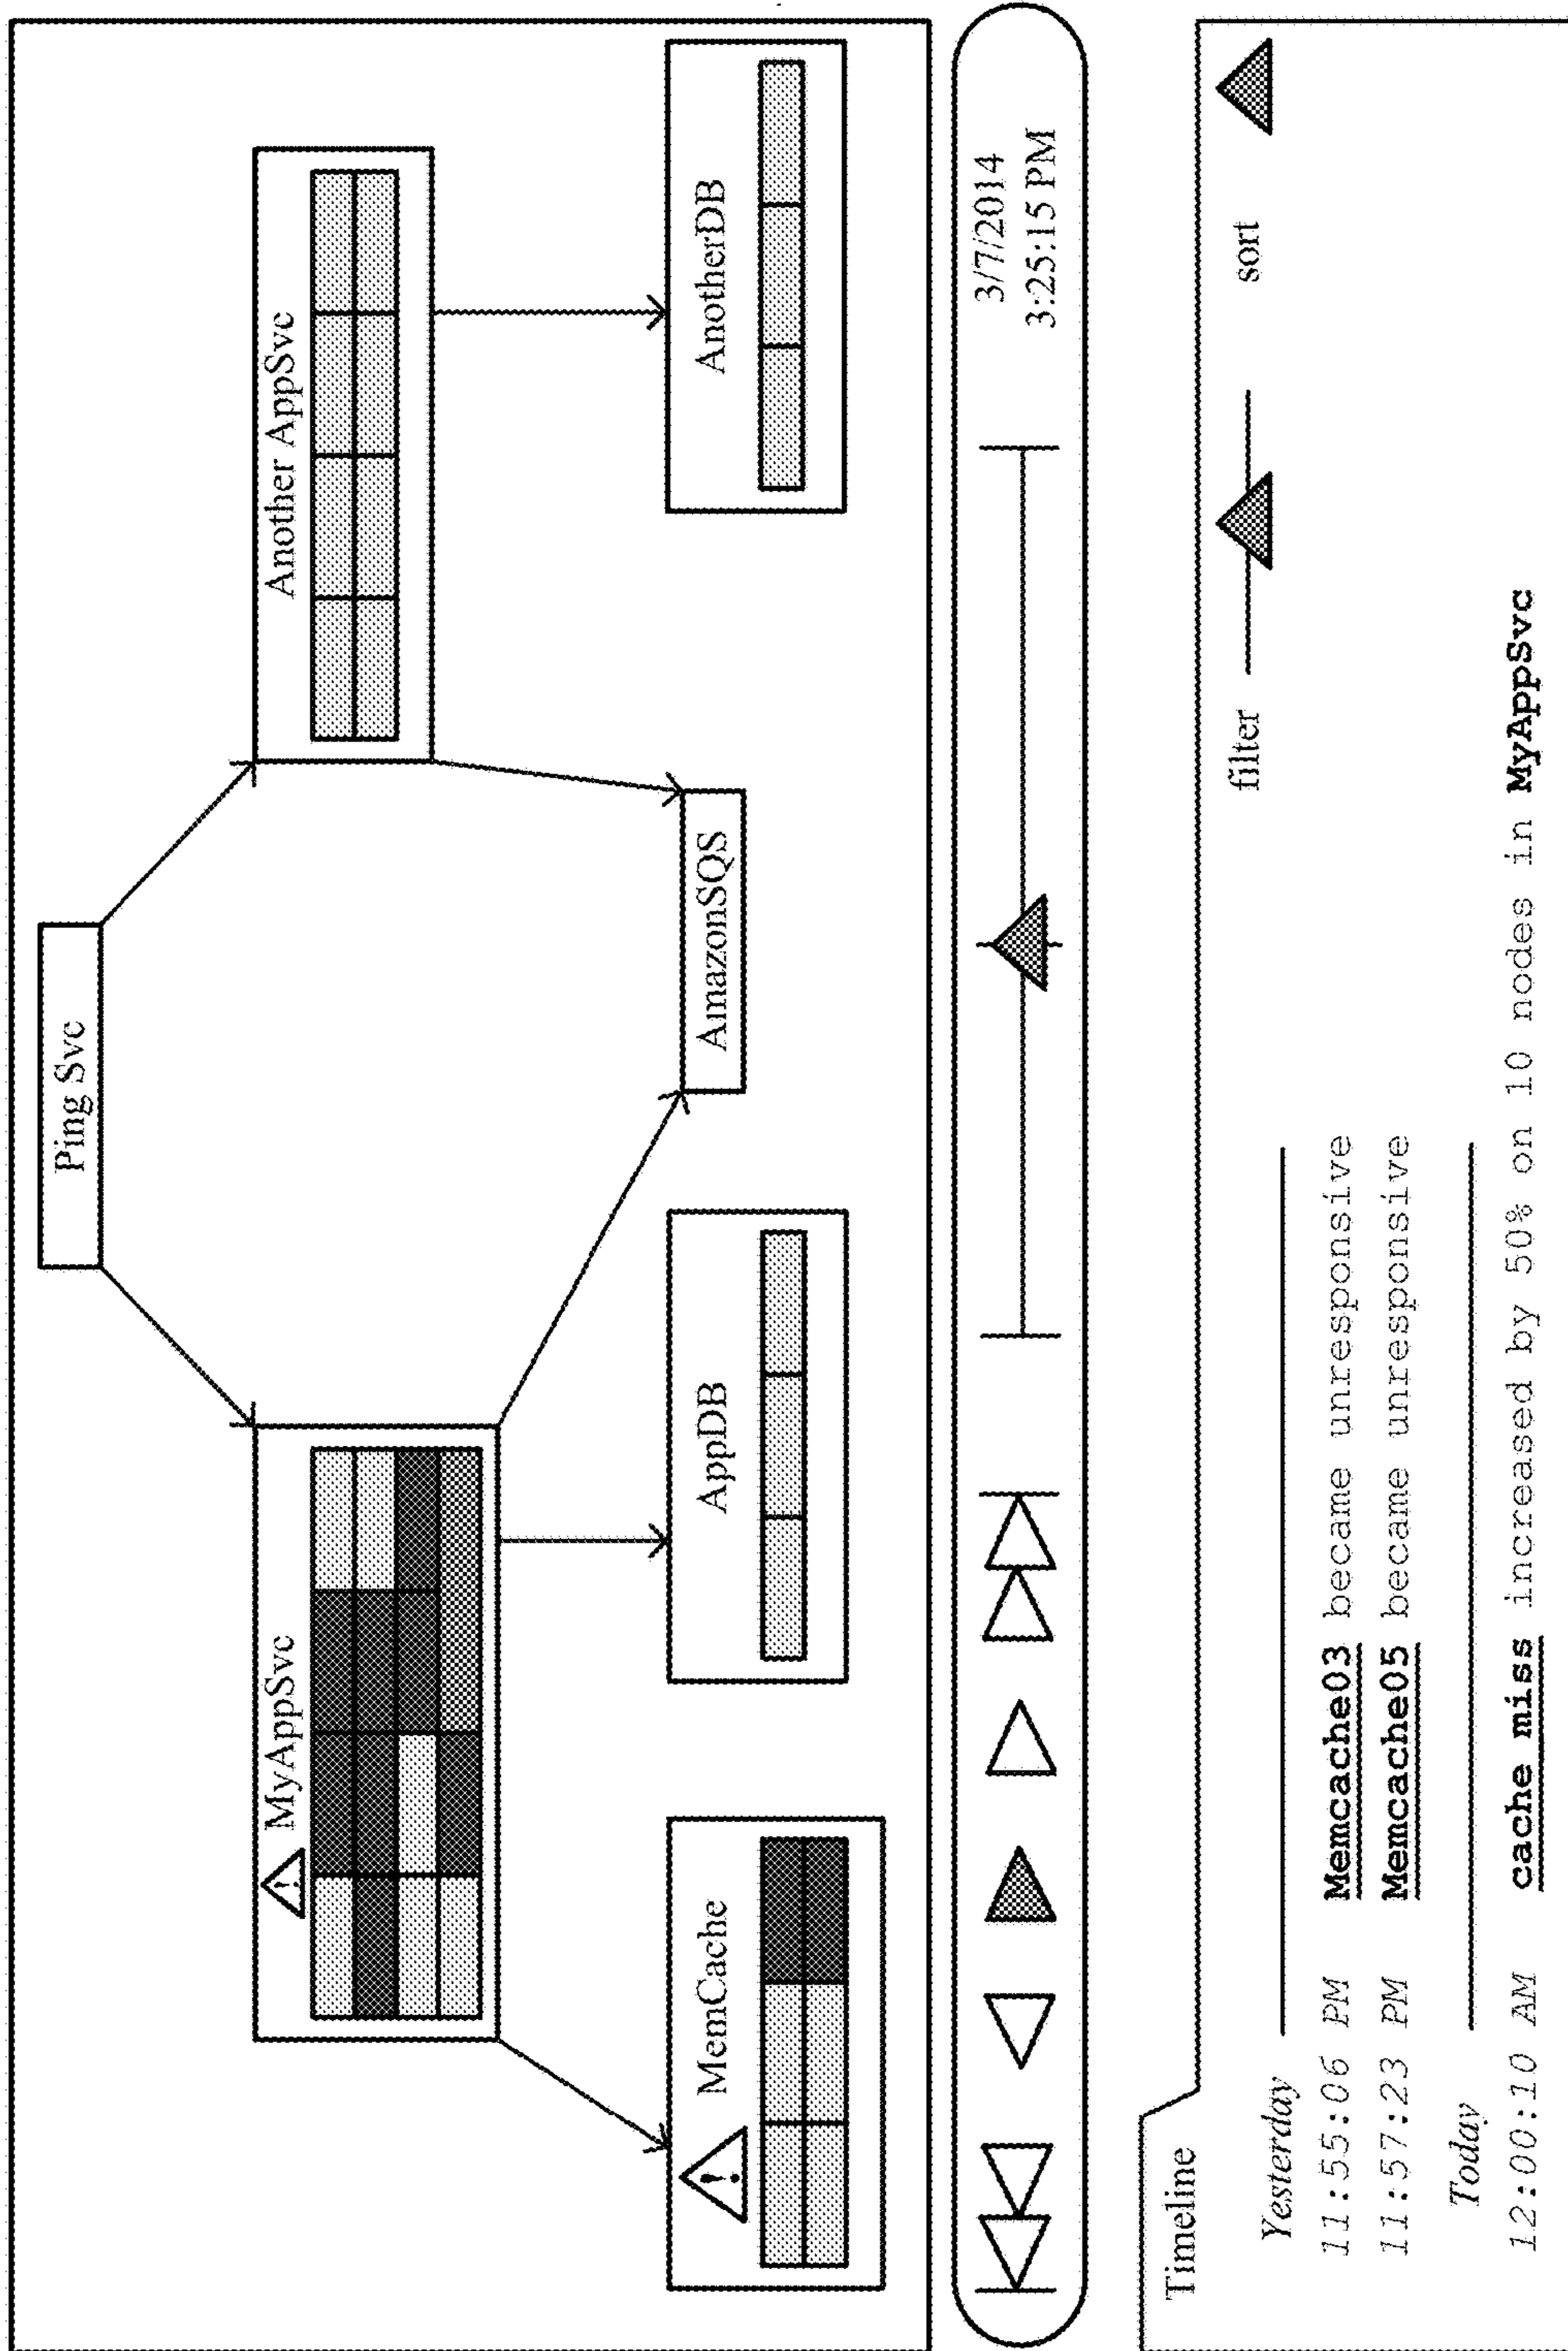 Ping Svc
! MyAppSvc
Another AppSvc
! MemCache
AppDB
AmazonSQS
AnotherDB
3/7/2014
3:25:15 PM
Timeline
filter
sort
Yesterday
11:55:06 PM Memcache03 became unresponsive
11:57:23 PM Memcache05 became unresponsive
Today
12:00:10 AM cache miss increased by 50% on 10 nodes in MyAppSvc